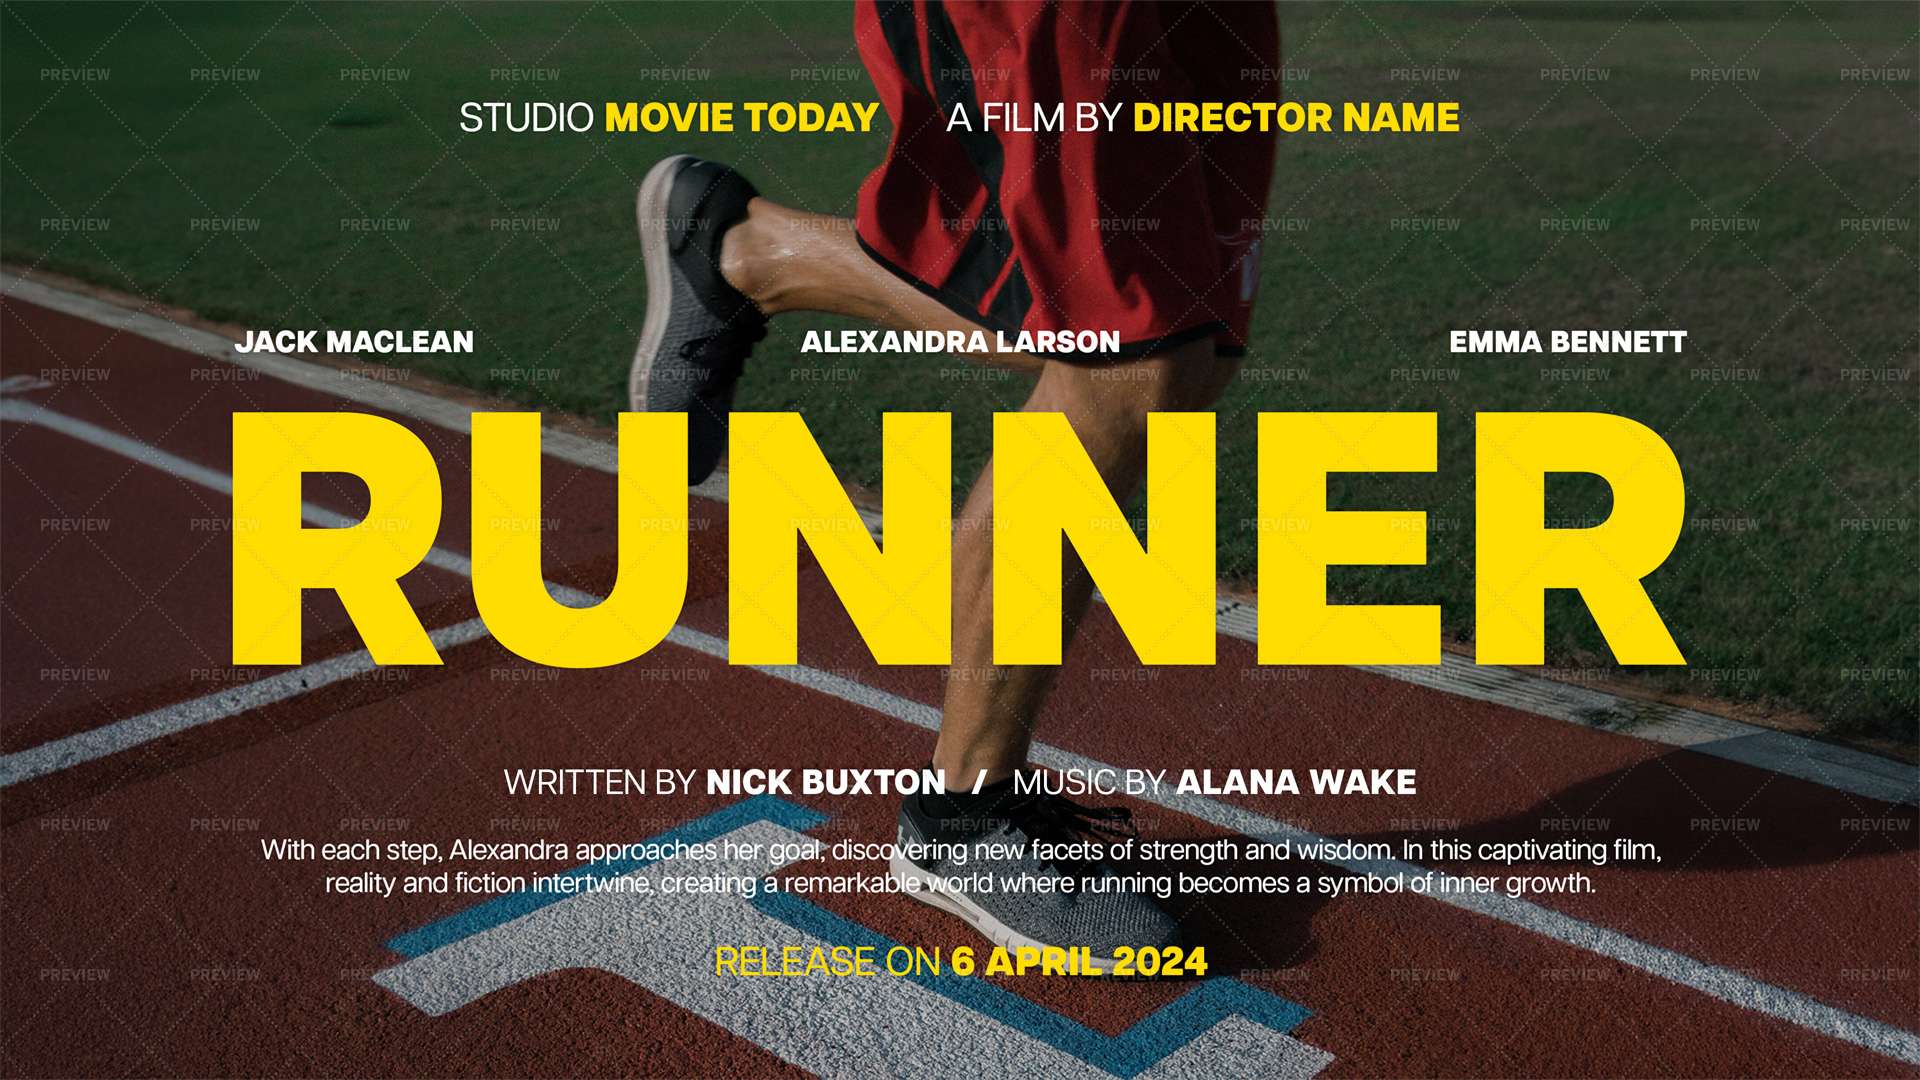 STUDIO MOVIE TODAY A FILM BY DIRECTOR NAME
JACK MACLEAN ALEXANDRA LARSON EMMA BENNETT
RUNNER
WRITTEN BY NICK BUXTON / MUSIC BY ALANA WAKE
With each step, Alexandra approaches her goal, discovering new facets of strength and wisdom. In this captivating film,
reality and fiction intertwine, creating a remarkable world where running becomes a symbol of inner growth.
RELEASE ON 6 APRIL 2024
PREVIEW